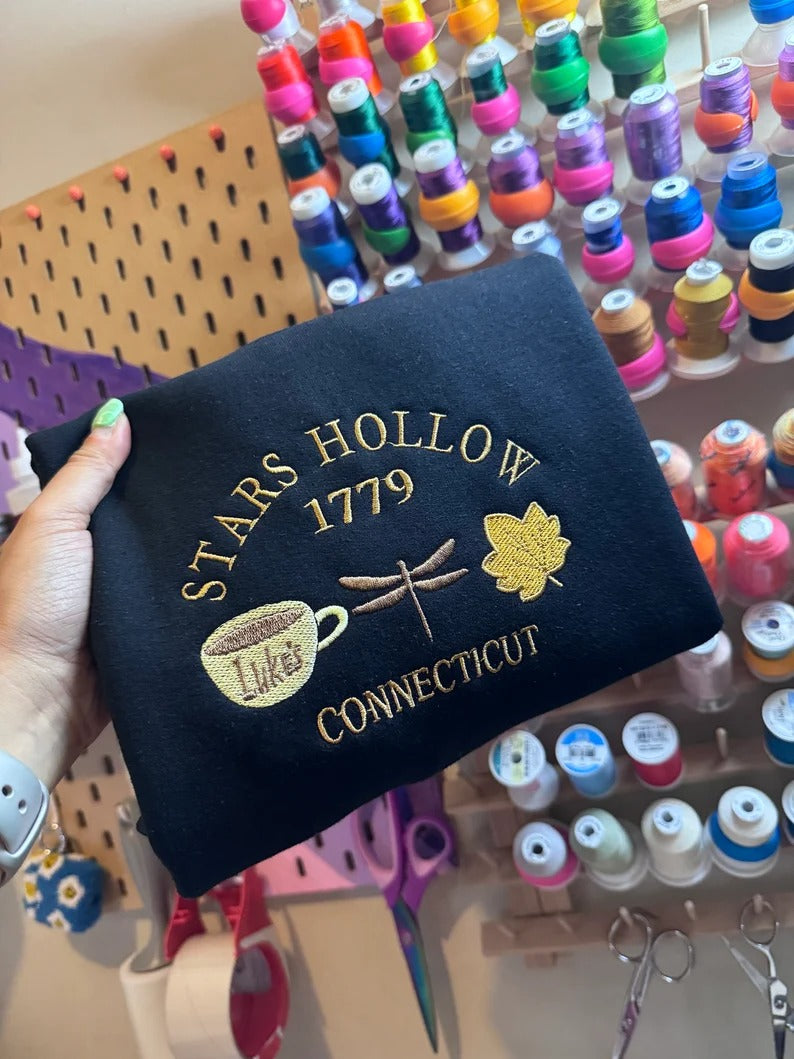 STARS HOLLOW
1779
LUKE'S
CONNECTICUT